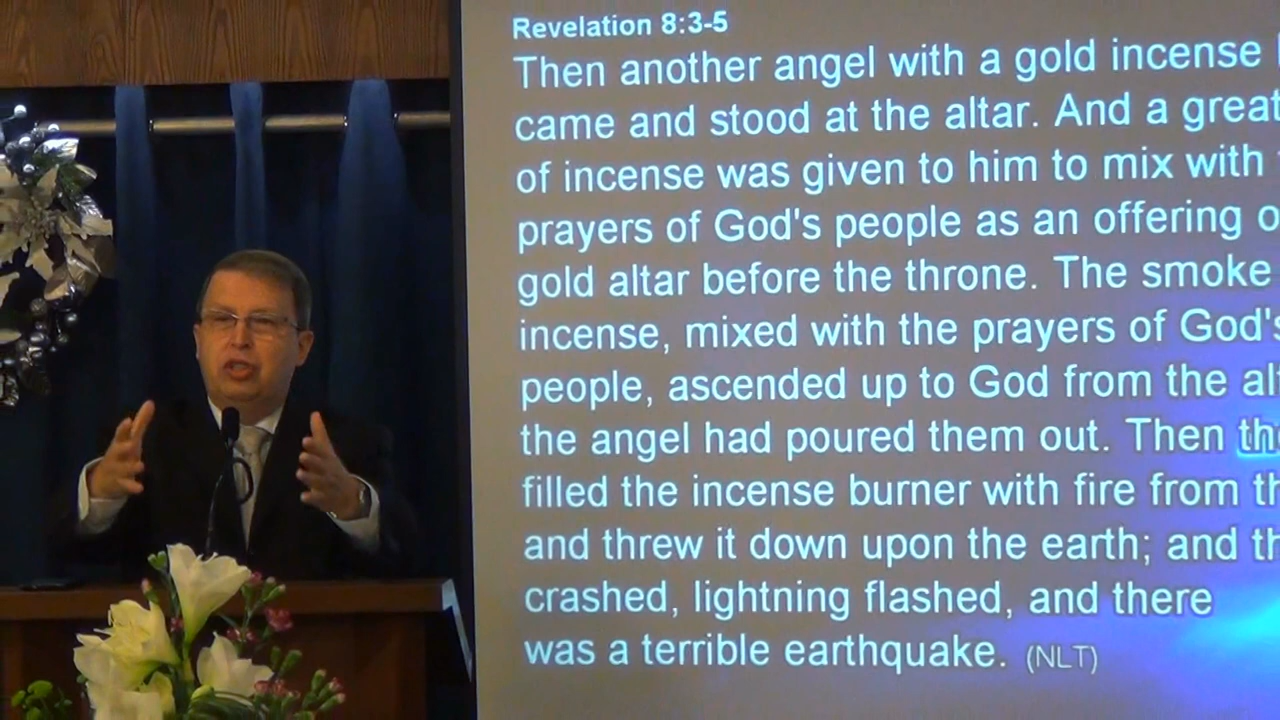 Revelation 8:3-5
Then another angel with a gold incense
came and stood at the altar. And a great
of incense was given to him to mix with
prayers of God's people as an offering
gold altar before the throne. The smoke
incense, mixed with the prayers of God's
people, ascended up to God from the
the angel had poured them out. Then
filled the incense burner with fire from
and threw it down upon the earth; and
crashed, lightning flashed, and there
was a terrible earthquake. (NLT)